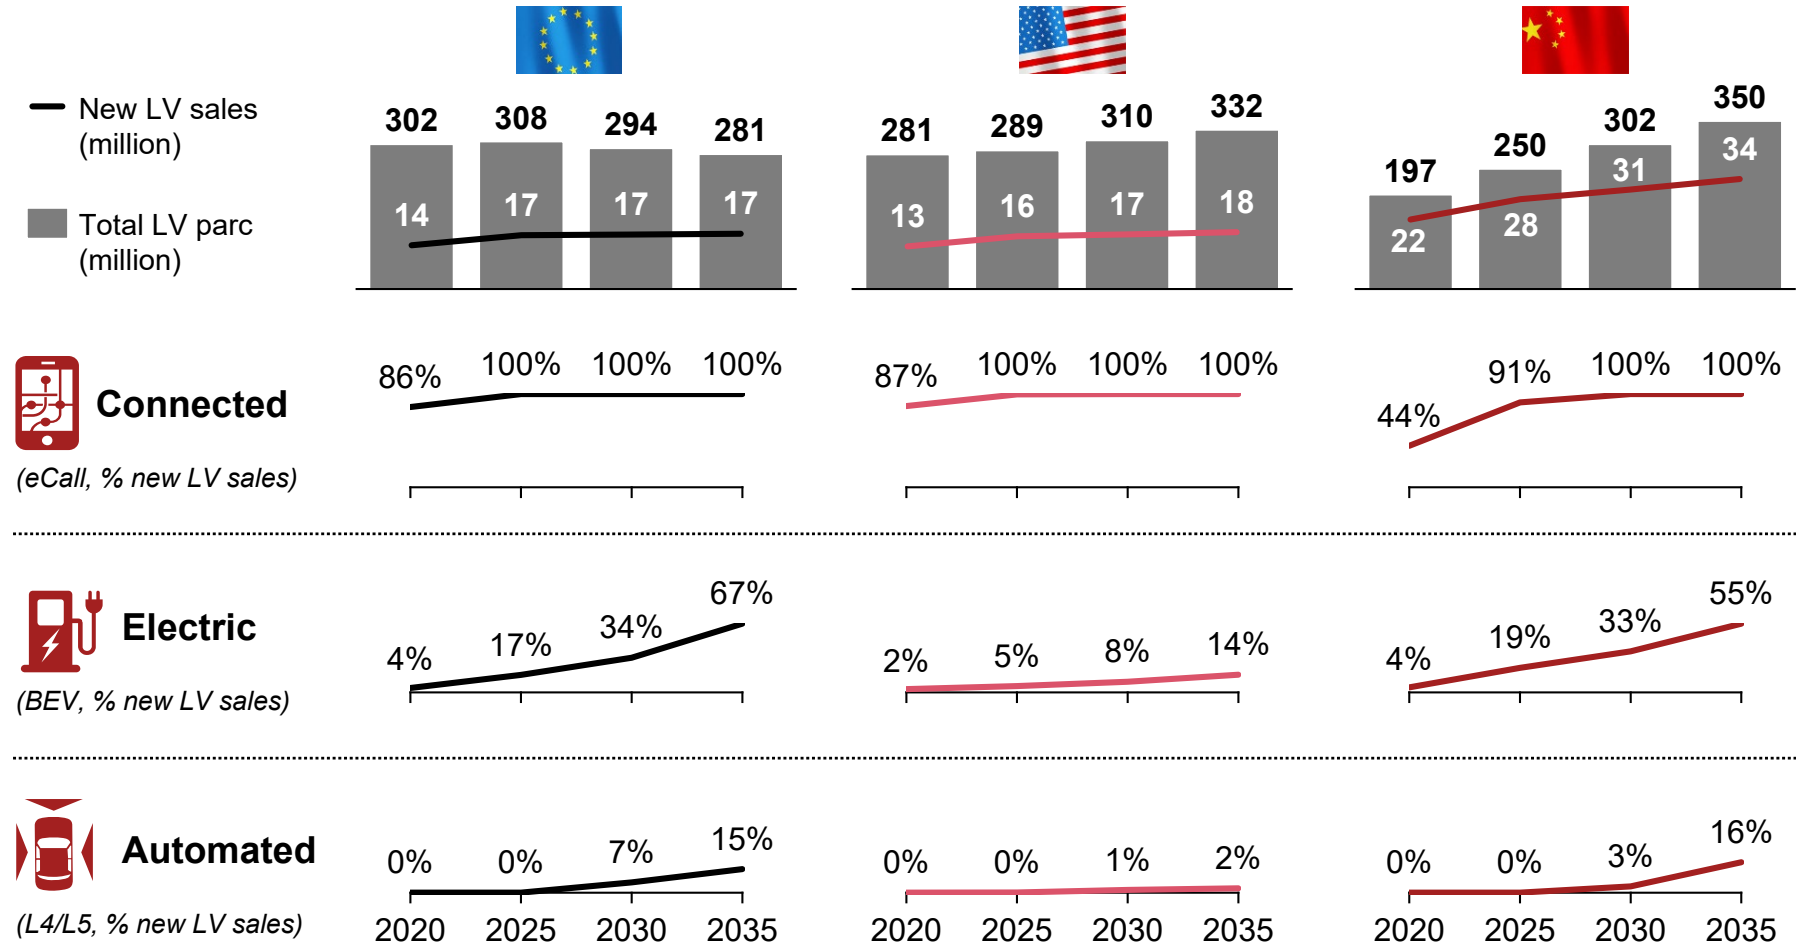 New LV sales
(million)
Total LV parc
(million)
302 308 294 281
14 17 17 17
281 289 310 332
13 16 17 18
197 250 302 350
22 28 31 34
Connected
(eCall, % new LV sales)
86% 100% 100% 100%
87% 100% 100% 100%
44% 91% 100% 100%
Electric
(BEV, % new LV sales)
4% 17% 34% 67%
2% 5% 8% 14%
4% 19% 33% 55%
Automated
(L4/L5, % new LV sales)
0% 0% 7% 15%
0% 0% 1% 2%
0% 0% 3% 16%
2020 2025 2030 2035
2020 2025 2030 2035
2020 2025 2030 2035